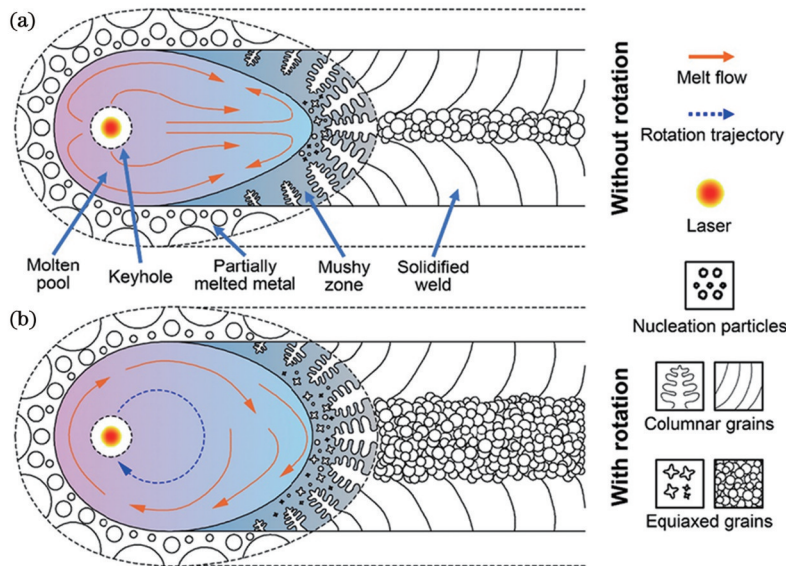 (a)
Molten
pool
Keyhole
Partially
melted metal
Mushy
zone
Solidified
weld
(b)
Without rotation
With rotation
Melt flow
Rotation trajectory
Laser
Nucleation particles
Columnar grains
Equiaxed grains